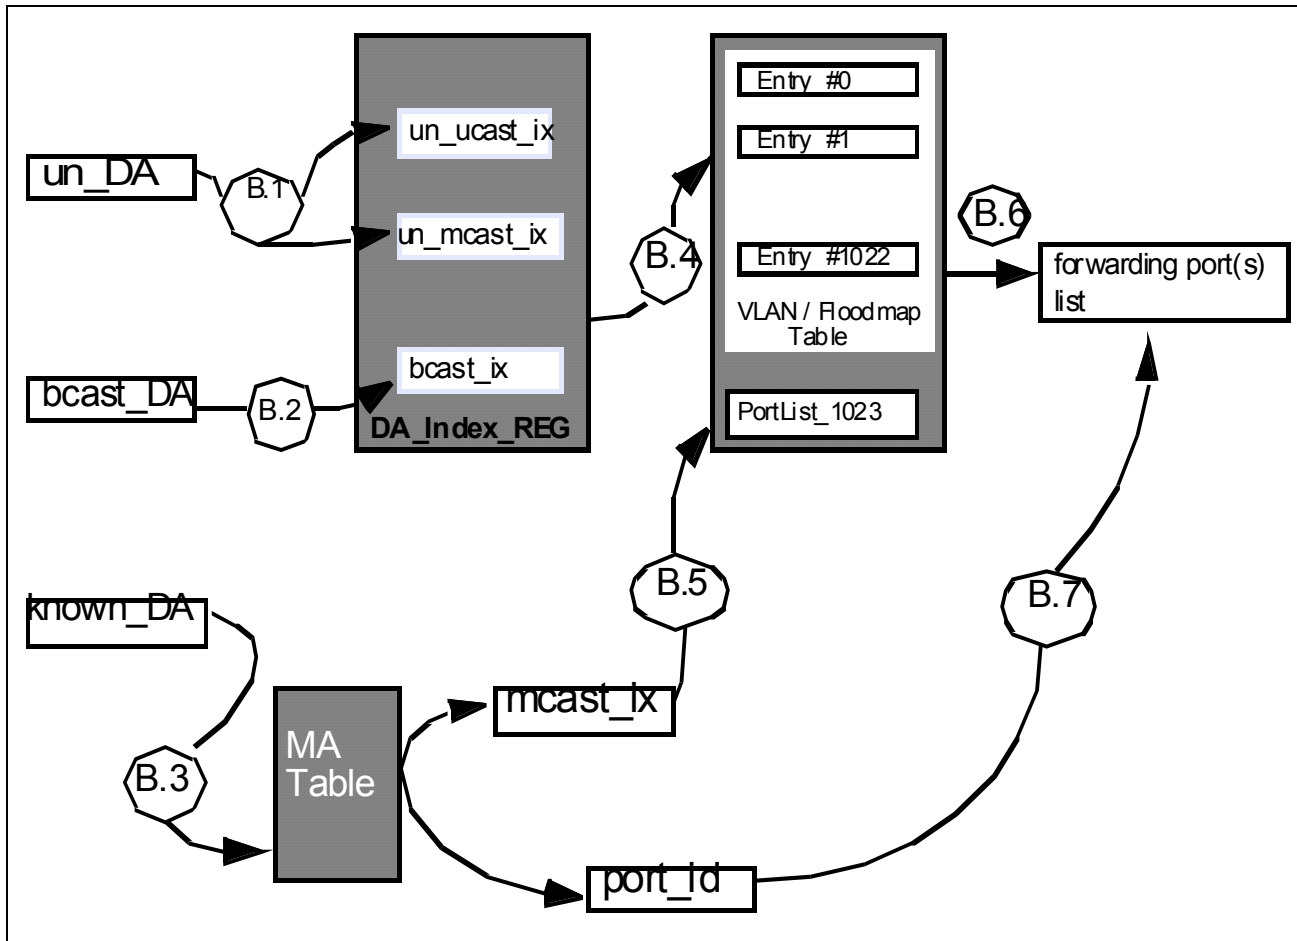 un_DA
B.1
un_ucast_ix
un_mcast_ix
bcast_DA
B.2
bcast_ix
DA_Index_REG
B.4
Entry #0
Entry #1
Entry #1022
VLAN / Floodmap
Table
PortList_1023
B.6
forwarding port(s)
list
known_DA
B.3
MA
Table
mcast_ix
B.5
port_id
B.7